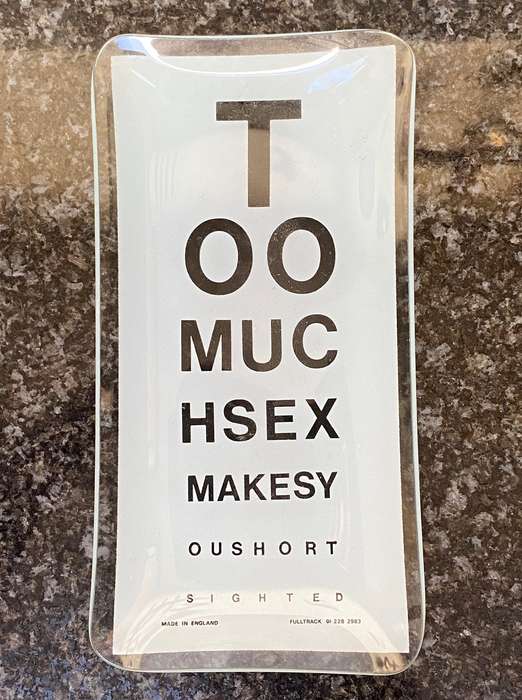 T
OO
MUC
HSEX
MAKESY
OUSHORT
SIGHTED
MADE IN ENGLAND FULLTRACK 01 228 2983